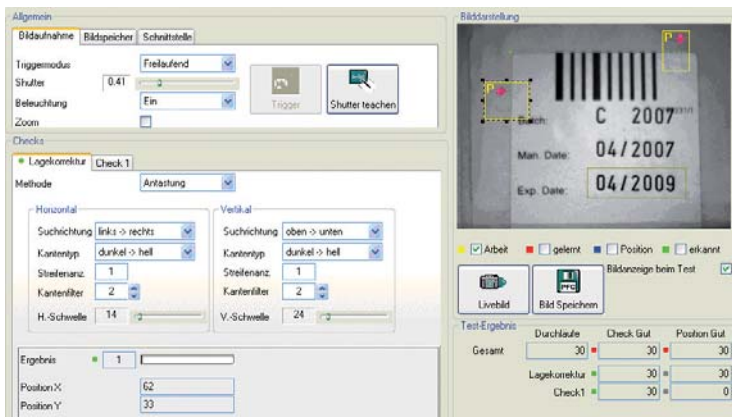 Allgemein
Bildaufnahme Bildspeicher Schnittstelle
Triggermodus Freilaufend
Shutter 0.41
Beleuchtung Ein
Zoom
Trigger
Shutter teachen
Checks
Lagekorrektur Check 1
Methode Antastung
Horizontal
Suchrichtung links -> rechts
Kantentyp dunkel -> hell
Streifenanz. 1
Kantenfilter 2
H.-Schwelle 14
Vertikal
Suchrichtung oben -> unten
Kantentyp dunkel -> hell
Streifenanz. 1
Kantenfilter 2
V.-Schwelle 24
Ergebnis 1
Position X 62
Position Y 33
Bilddarstellung
P
P
C 2007
Man. Date: 04/2007
Exp. Date: 04/2009
Arbeit gelernt Position erkannt
Livebild
Bild Speichern
Bildanzeige beim Test
Test-Ergebnis
Durchläufe Check Gut Position Gut
Gesamt 30 30 30
Lagekorrektur 30 30
Check1 30 0